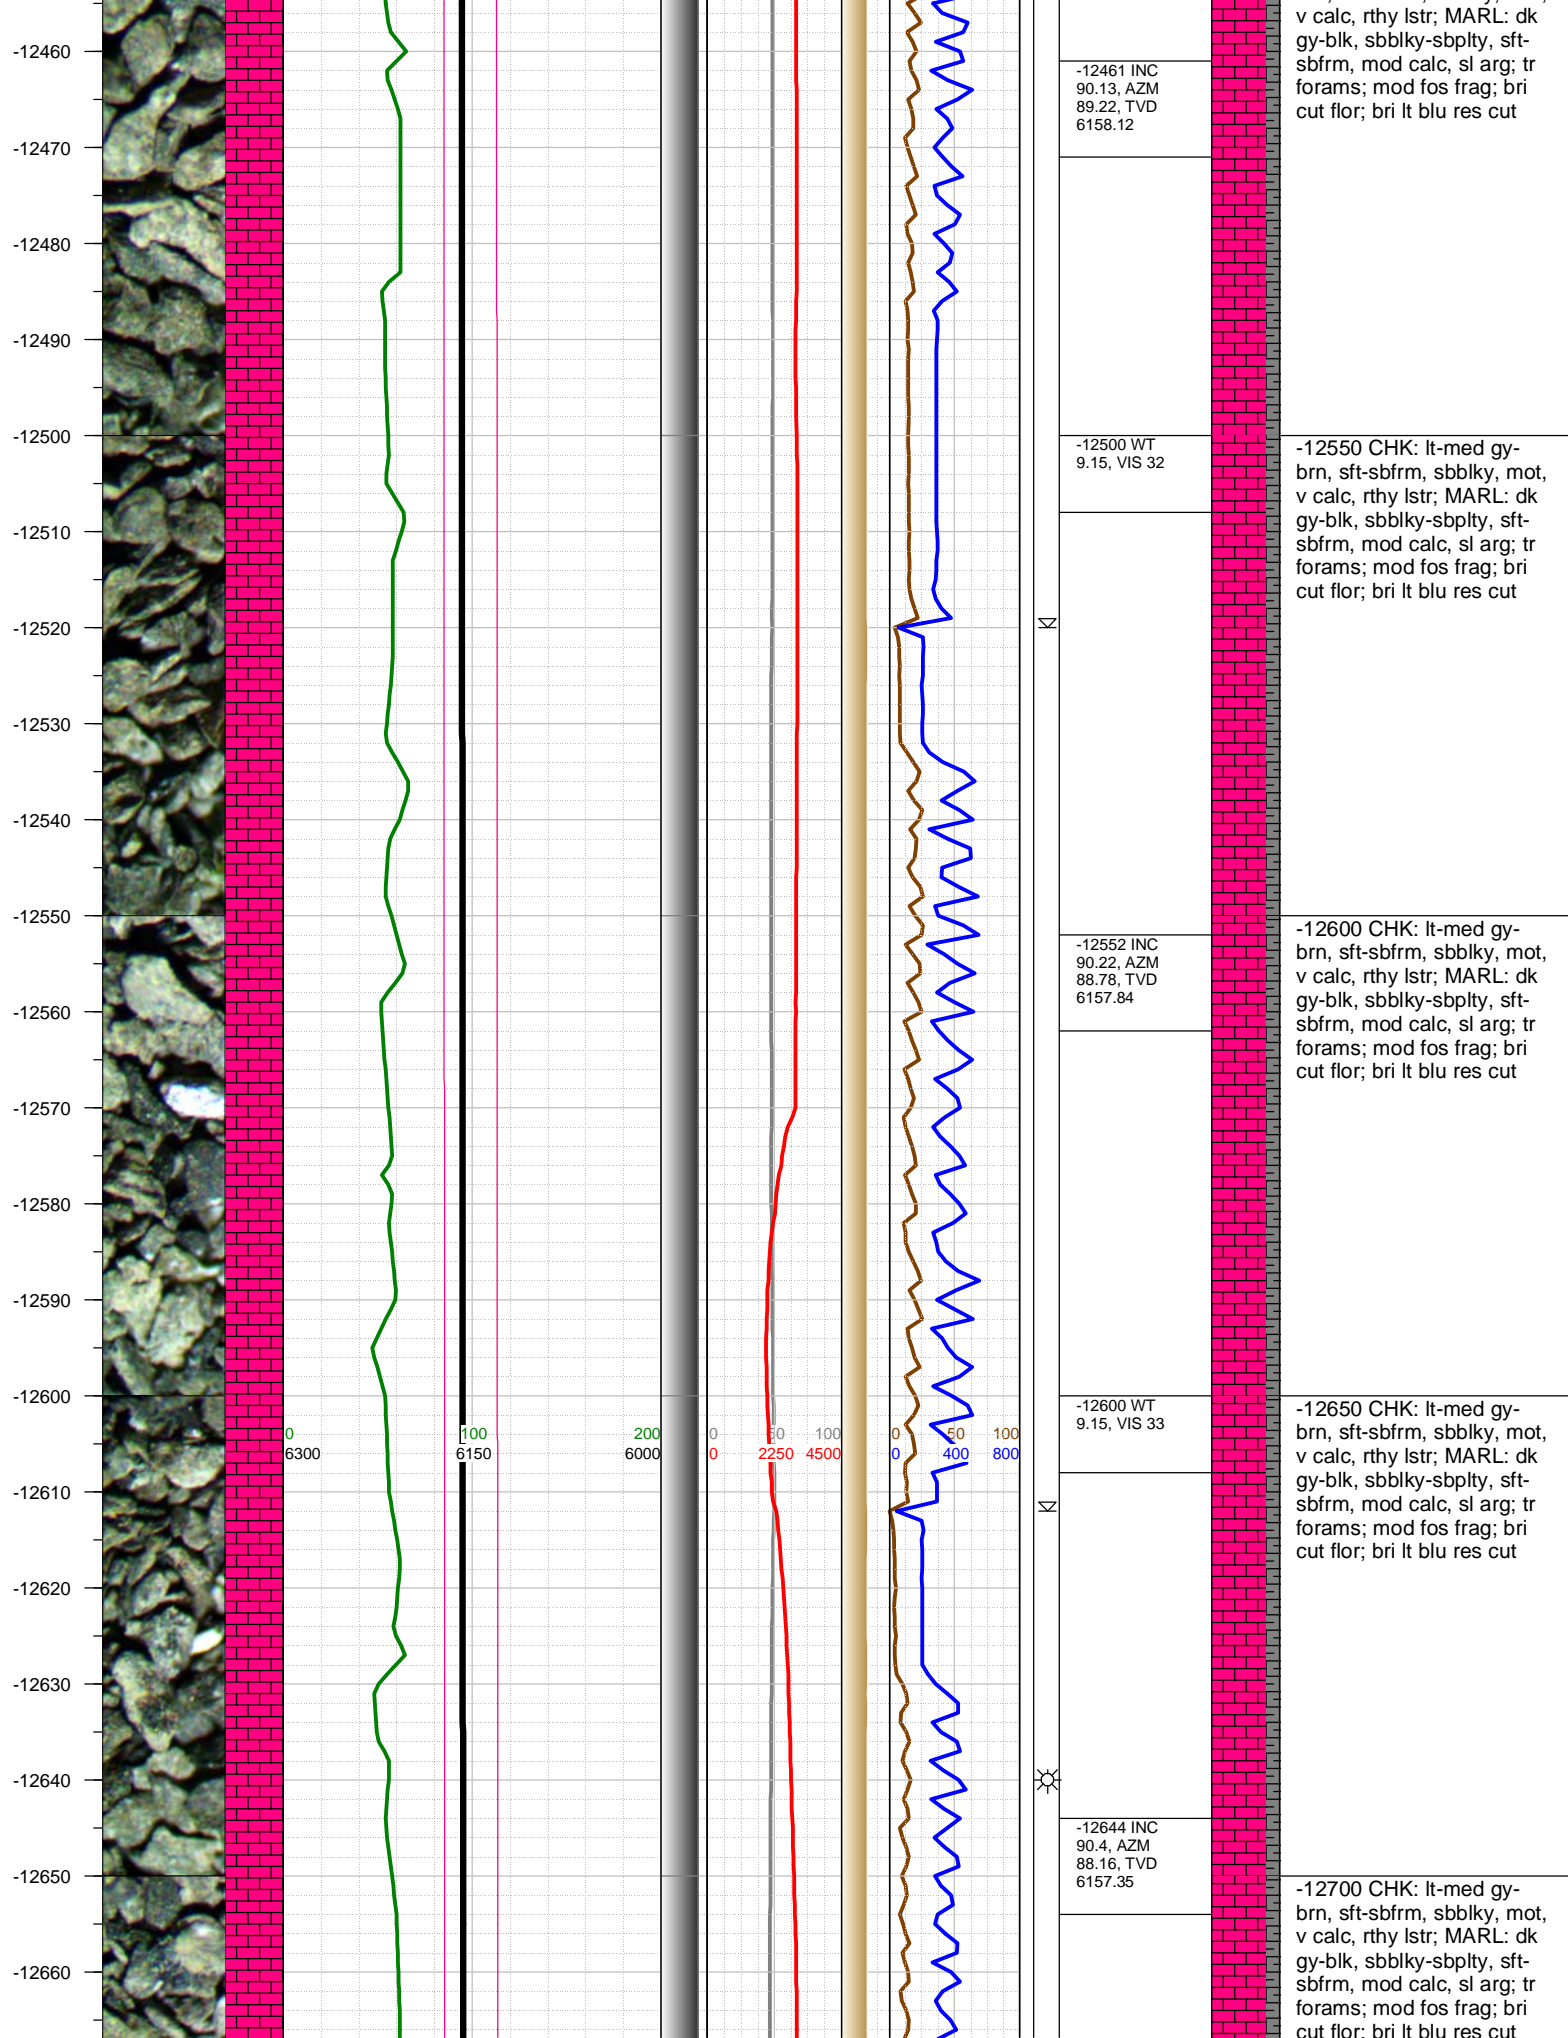 v calc, rthy lstr; MARL: dk
gy-blk, sbblky-sbplty, sft-
sbfrm, mod calc, sl arg; tr
forams; mod fos frag; bri
cut flor; bri lt blu res cut
-12460
-12461 INC
90.13, AZM
89.22, TVD
6158.12
-12470
-12480
-12490
-12500
-12500 WT
9.15, VIS 32
-12550 CHK: lt-med gy-
brn, sft-sbfrm, sbblky, mot,
v calc, rthy lstr; MARL: dk
gy-blk, sbblky-sbplty, sft-
sbfrm, mod calc, sl arg; tr
forams; mod fos frag; bri
cut flor; bri lt blu res cut
-12510
-12520
-12530
-12540
-12550
-12552 INC
90.22, AZM
88.78, TVD
6157.84
-12600 CHK: lt-med gy-
brn, sft-sbfrm, sbblky, mot,
v calc, rthy lstr; MARL: dk
gy-blk, sbblky-sbplty, sft-
sbfrm, mod calc, sl arg; tr
forams; mod fos frag; bri
cut flor; bri lt blu res cut
-12560
-12570
-12580
-12590
-12600
0 100 200 0 100 0 50 100
6300 6150 6000 0 2250 4500 0 400 800
-12600 WT
9.15, VIS 33
-12650 CHK: lt-med gy-
brn, sft-sbfrm, sbblky, mot,
v calc, rthy lstr; MARL: dk
gy-blk, sbblky-sbplty, sft-
sbfrm, mod calc, sl arg; tr
forams; mod fos frag; bri
cut flor; bri lt blu res cut
-12610
-12620
-12630
-12640
-12644 INC
90.4, AZM
88.16, TVD
6157.35
-12650
-12700 CHK: lt-med gy-
brn, sft-sbfrm, sbblky, mot,
v calc, rthy lstr; MARL: dk
gy-blk, sbblky-sbplty, sft-
sbfrm, mod calc, sl arg; tr
forams; mod fos frag; bri
cut flor; bri lt blu res cut
-12660